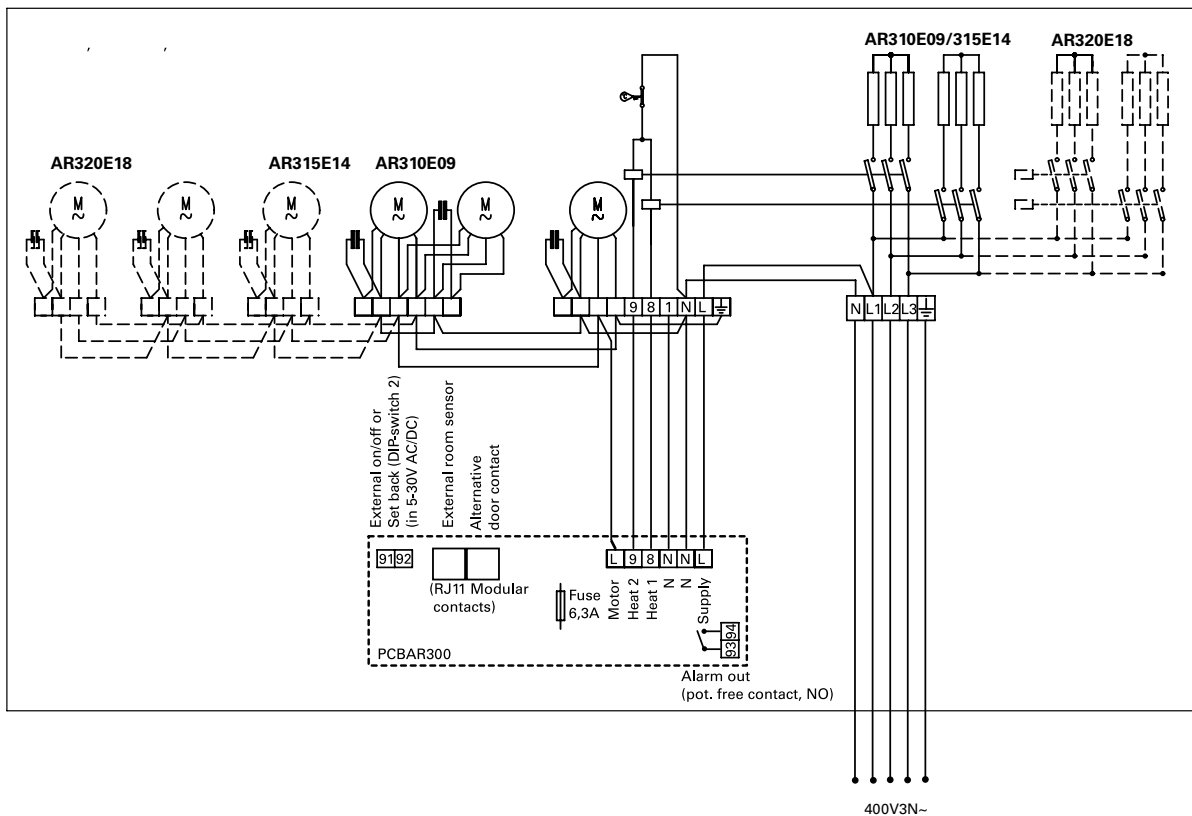 , ,
AR310E09/315E14 AR320E18
AR320E18 AR315E14 AR310E09
M ~ M ~ M ~ M ~ M ~ M ~
9 8 1 N L
N L1 L2 L3
External on/off or
Set back (DIP-switch 2)
(in 5-30V AC/DC)
External room sensor
Alternative
door contact
91 92
L 9 8 N N L
(RJ11 Modular
contacts)
Fuse
6,3A
Motor
Heat 2
Heat 1
N
N
Supply
93 94
PCBAR300
Alarm out
(pot. free contact, NO)
400V3N~